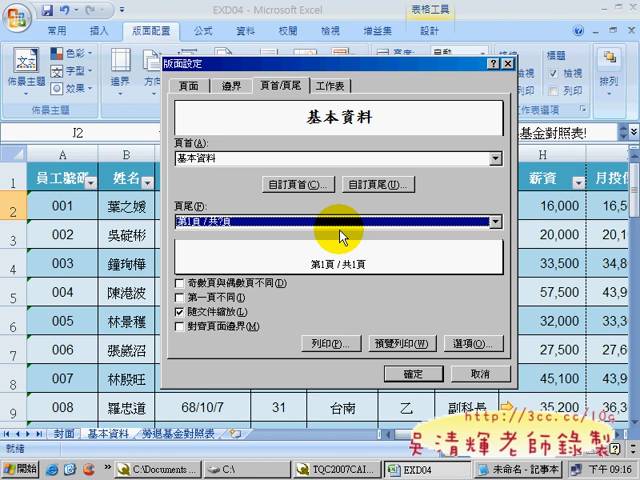 EXD04 - Microsoft Excel
表格工具
常用 插入 版面配置 公式 資料 校閱 檢視 增益集 設計
佈景主題 色彩 字型 效果
邊界
自動
標題
檢視
列印
排列
佈景主題
工作表選項
版面設定
頁面 邊界 頁首/頁尾 工作表
基本資料
頁首(A):
基本資料
自訂頁首(C)... 自訂頁尾(U)...
頁尾(F):
第1頁 / 共?頁
第1頁 / 共1頁
奇數頁與偶數頁不同(D)
第一頁不同(I)
隨文件縮放(L)
對齊頁面邊界(M)
列印(P)... 預覽列印(W) 選項(O)...
確定 取消
J2
基金對照表!
A B H
1 員工號碼 姓名 薪資 月投保
2 001 葉之媛 16,000 16,5
3 002 吳碇彬 20,000 20,1
4 003 鐘珣樺 33,500 34,8
5 004 陳港波 57,500 43,9
6 005 林景穫 32,000 33,3
7 006 張崴沼 27,500 27,6
8 007 林殷旺 45,100 43,9
9 008 羅忠道 68/10/7 31 台南 乙 副科長 35,200 36,3
封面 基本資料 勞退基金對照表
就緒
http://3cc.cc/10c
吳清輝老師錄製
開始 C:\Documents ... C:\ TQC2007CAI... EXD04 未命名 - 記事本 下午 09:16